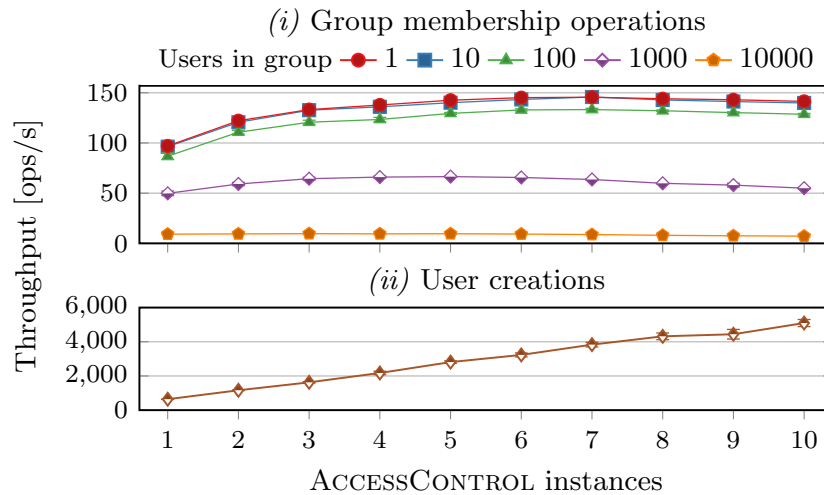 (i) Group membership operations
Users in group 1 10 100 1000 10000
150
100
50
0
Throughput [ops/s]
(ii) User creations
6,000
4,000
2,000
0
1 2 3 4 5 6 7 8 9 10
ACCESSCONTROL instances